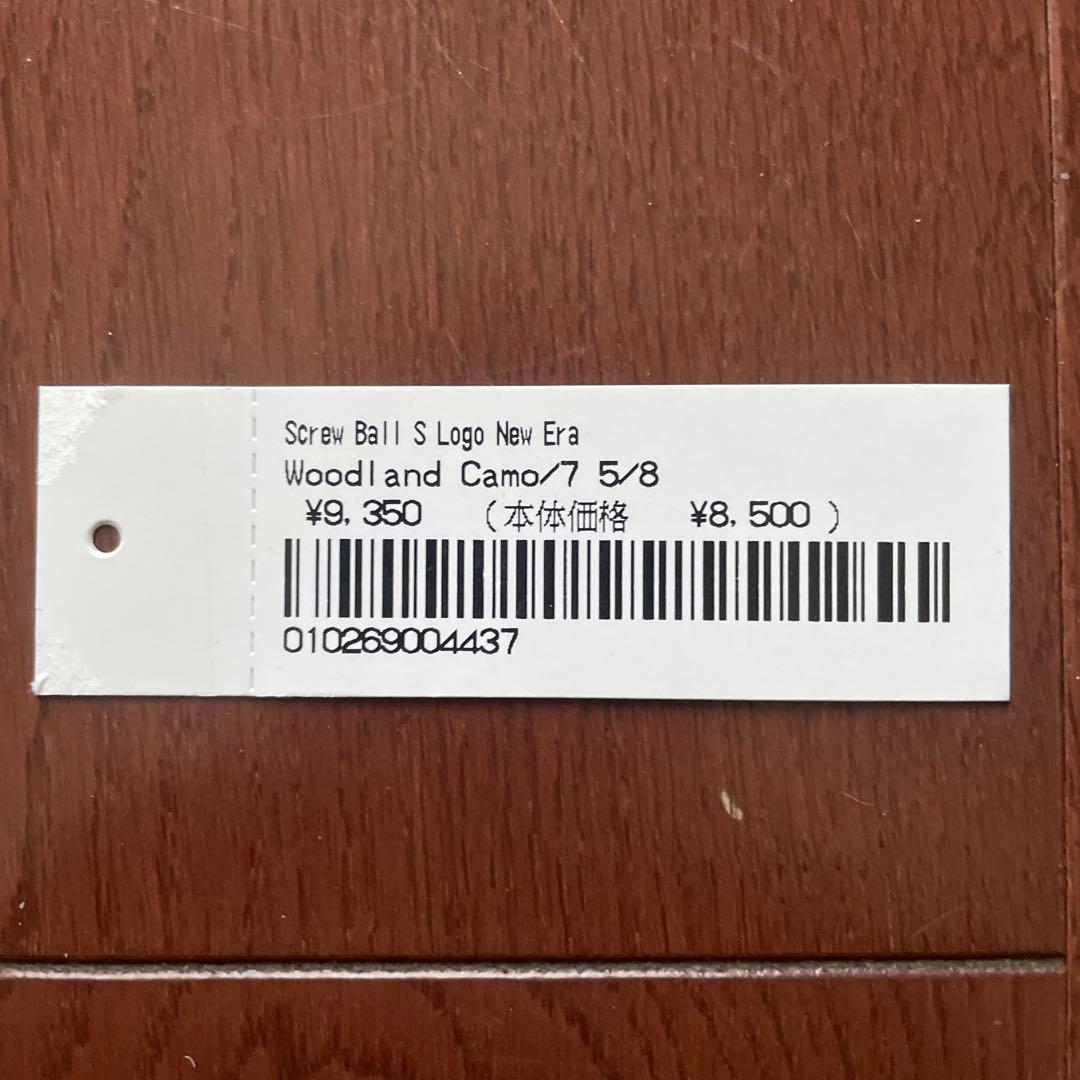 Screw Ball S Logo New Era
Woodland Camo/7 5/8
¥9,350 (本体価格 ¥8,500 )
010269004437